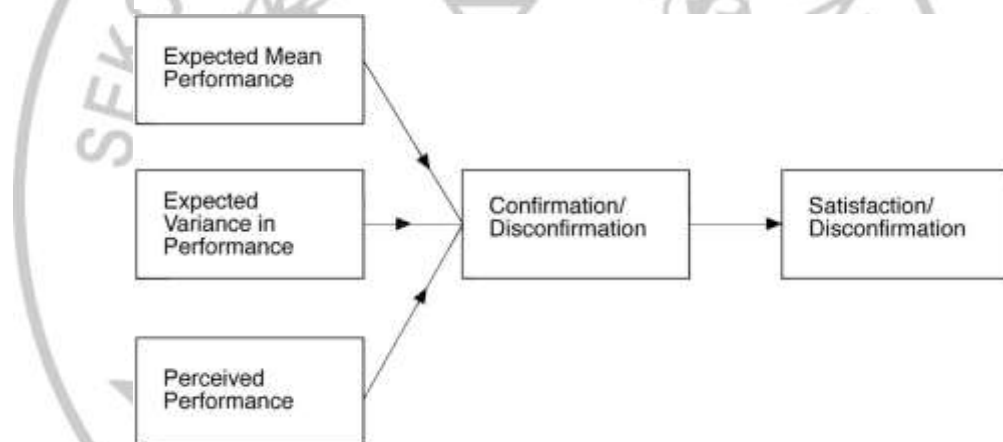 Expected Mean
Performance
Expected
Variance in
Performance
Confirmation/
Disconfirmation
Satisfaction/
Disconfirmation
Perceived
Performance